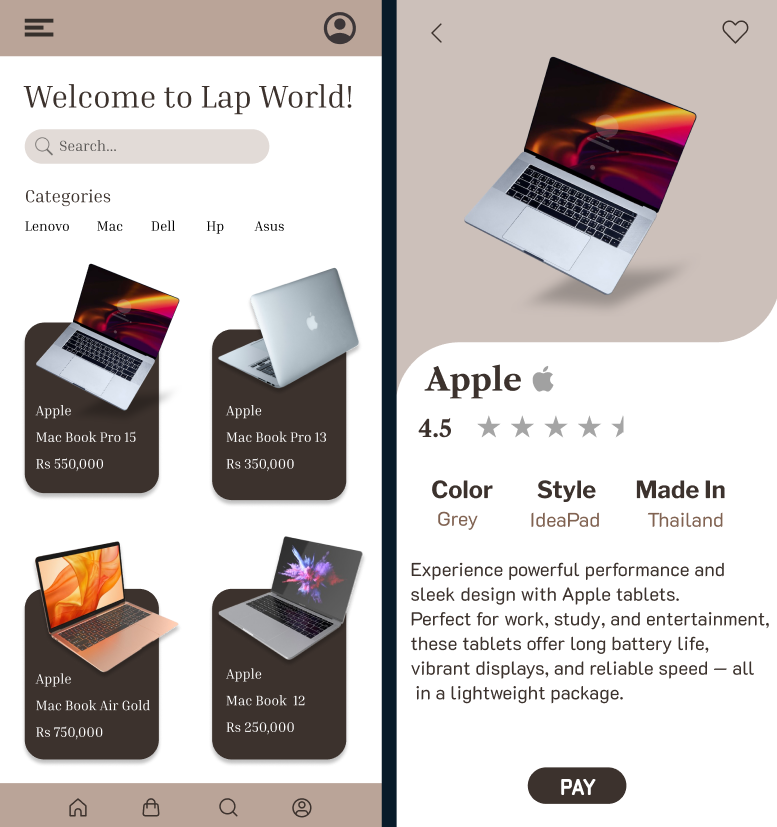 Welcome to Lap World!
Search...
Categories
Lenovo Mac Dell Hp Asus
Apple
Mac Book Pro 15
Rs 550,000
Apple
Mac Book Pro 13
Rs 350,000
Apple
Mac Book Air Gold
Rs 750,000
Apple
Mac Book 12
Rs 250,000
Apple
4.5
Color Style Made In
Grey IdeaPad Thailand
Experience powerful performance and
sleek design with Apple tablets.
Perfect for work, study, and entertainment,
these tablets offer long battery life,
vibrant displays, and reliable speed — all
in a lightweight package.
PAY